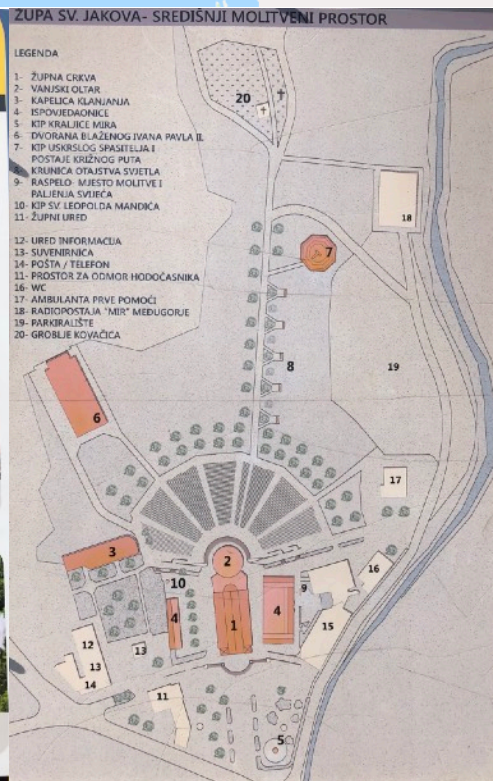 ŽUPA SV. JAKOVA- SREDIŠNJI MOLITVENI PROSTOR
LEGENDA
1- ŽUPNA CRKVA
2- VANJSKI OLTAR
3- KAPELICA KLANJANJA
4- ISPOVJEDAONICE
5- KIP KRALJICE MIRA
6- DVORANA BLAŽENOG IVANA PAVLA II.
7- KIP USKRSLOG SPASITELJA I
POSTAJE KRIŽNOG PUTA
8- KRUNICA OTAJSTVA SVJETLA
9- RASPELO- MJESTO MOLITVE I
PALJENJA SVIJEĆA
10- KIP SV. LEOPOLDA MANDIĆA
11- ŽUPNI URED
12- URED INFORMACIJA
13- SUVENIRNICA
14- POŠTA / TELEFON
11- PROSTOR ZA ODMOR HODOČASNIKA
16- WC
17- AMBULANTA PRVE POMOĆI
18- RADIOPOSTAJA "MIR" MEĐUGORJE
19- PARKIRALIŠTE
20- GROBLJE KOVAČICA
20
18
7
8
19
6
17
3
2
16
10
9
4
1
4
15
12
13
13
14
11
5